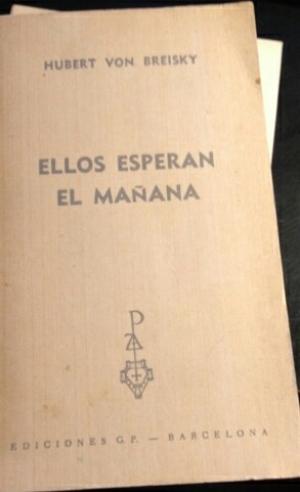 HUBERT VON BREISKY
ELLOS ESPERAN
EL MAÑANA
EDICIONES G.P. — BARCELONA